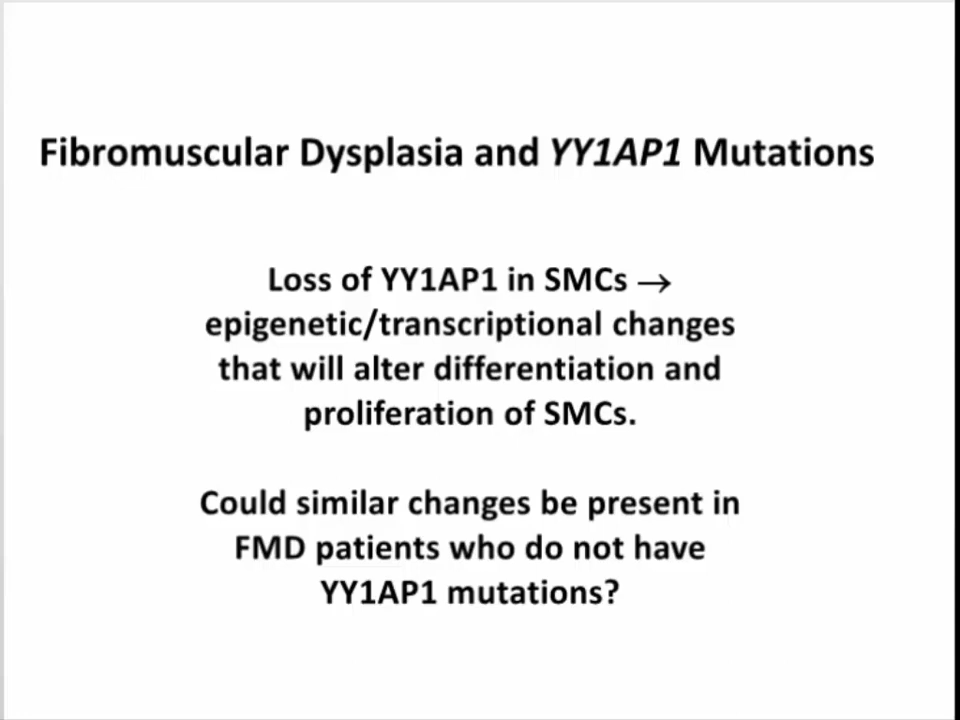 Fibromuscular Dysplasia and YY1AP1 Mutations
Loss of YY1AP1 in SMCs →
epigenetic/transcriptional changes
that will alter differentiation and
proliferation of SMCs.
Could similar changes be present in
FMD patients who do not have
YY1AP1 mutations?